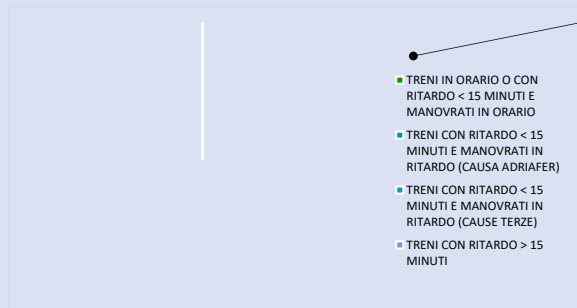 TRENI IN ORARIO O CON
RITARDO < 15 MINUTI E
MANOVRATI IN ORARIO
TRENI CON RITARDO < 15
MINUTI E MANOVRATI IN
RITARDO (CAUSA ADRIAFER)
TRENI CON RITARDO < 15
MINUTI E MANOVRATI IN
RITARDO (CAUSE TERZE)
TRENI CON RITARDO > 15
MINUTI